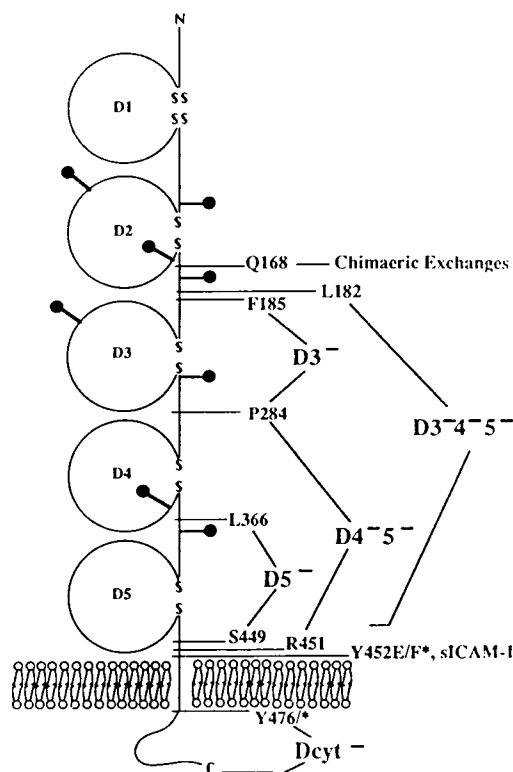 N
D1
SS
SS
D2
S
S
Q168
Chimaeric Exchanges
L182
F185
D3
S
S
D3⁻
P284
D3⁻4⁻5⁻
D4
S
S
L366
D4⁻5⁻
D5
S
S
D5⁻
S449
R451
Y452E/F*, sICAM-1
Y476/*
Dcyt⁻
C